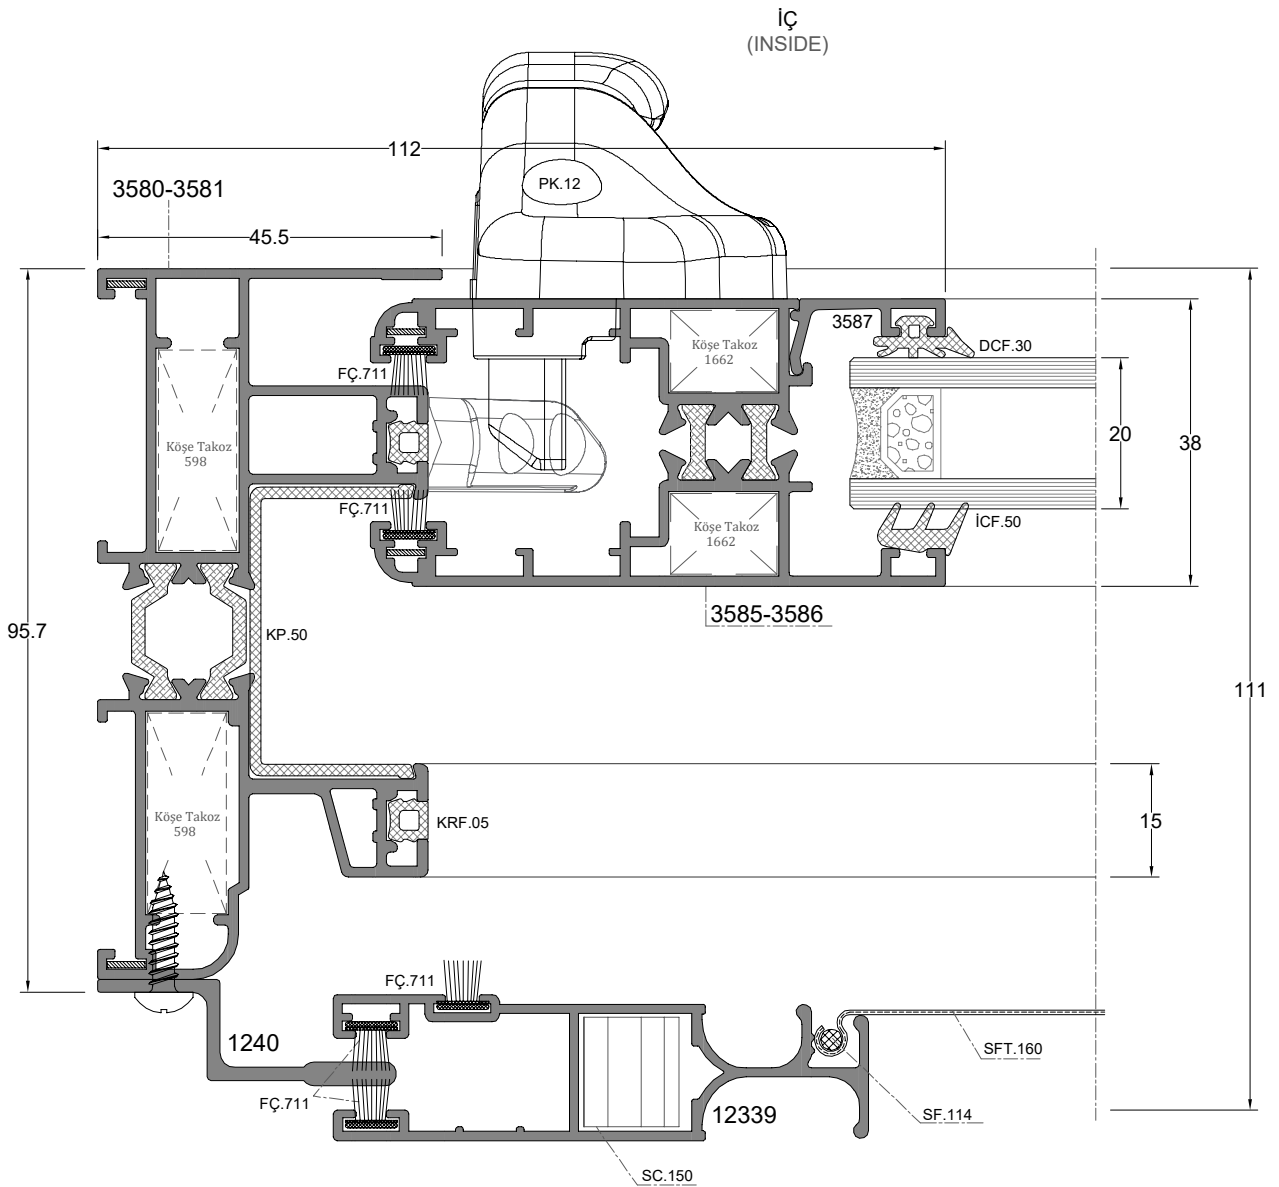 İÇ
(INSIDE)
112
PK.12
3580-3581
45.5
3587
DCF.30
Köşe Takoz
1662
FÇ.711
20
38
Köşe Takoz
598
FÇ.711
İCF.50
Köşe Takoz
1662
3585-3586
95.7
KP.50
111
Köşe Takoz
598
KRF.05
15
FÇ.711
1240
SFT.160
FÇ.711
12339
SF.114
SC.150